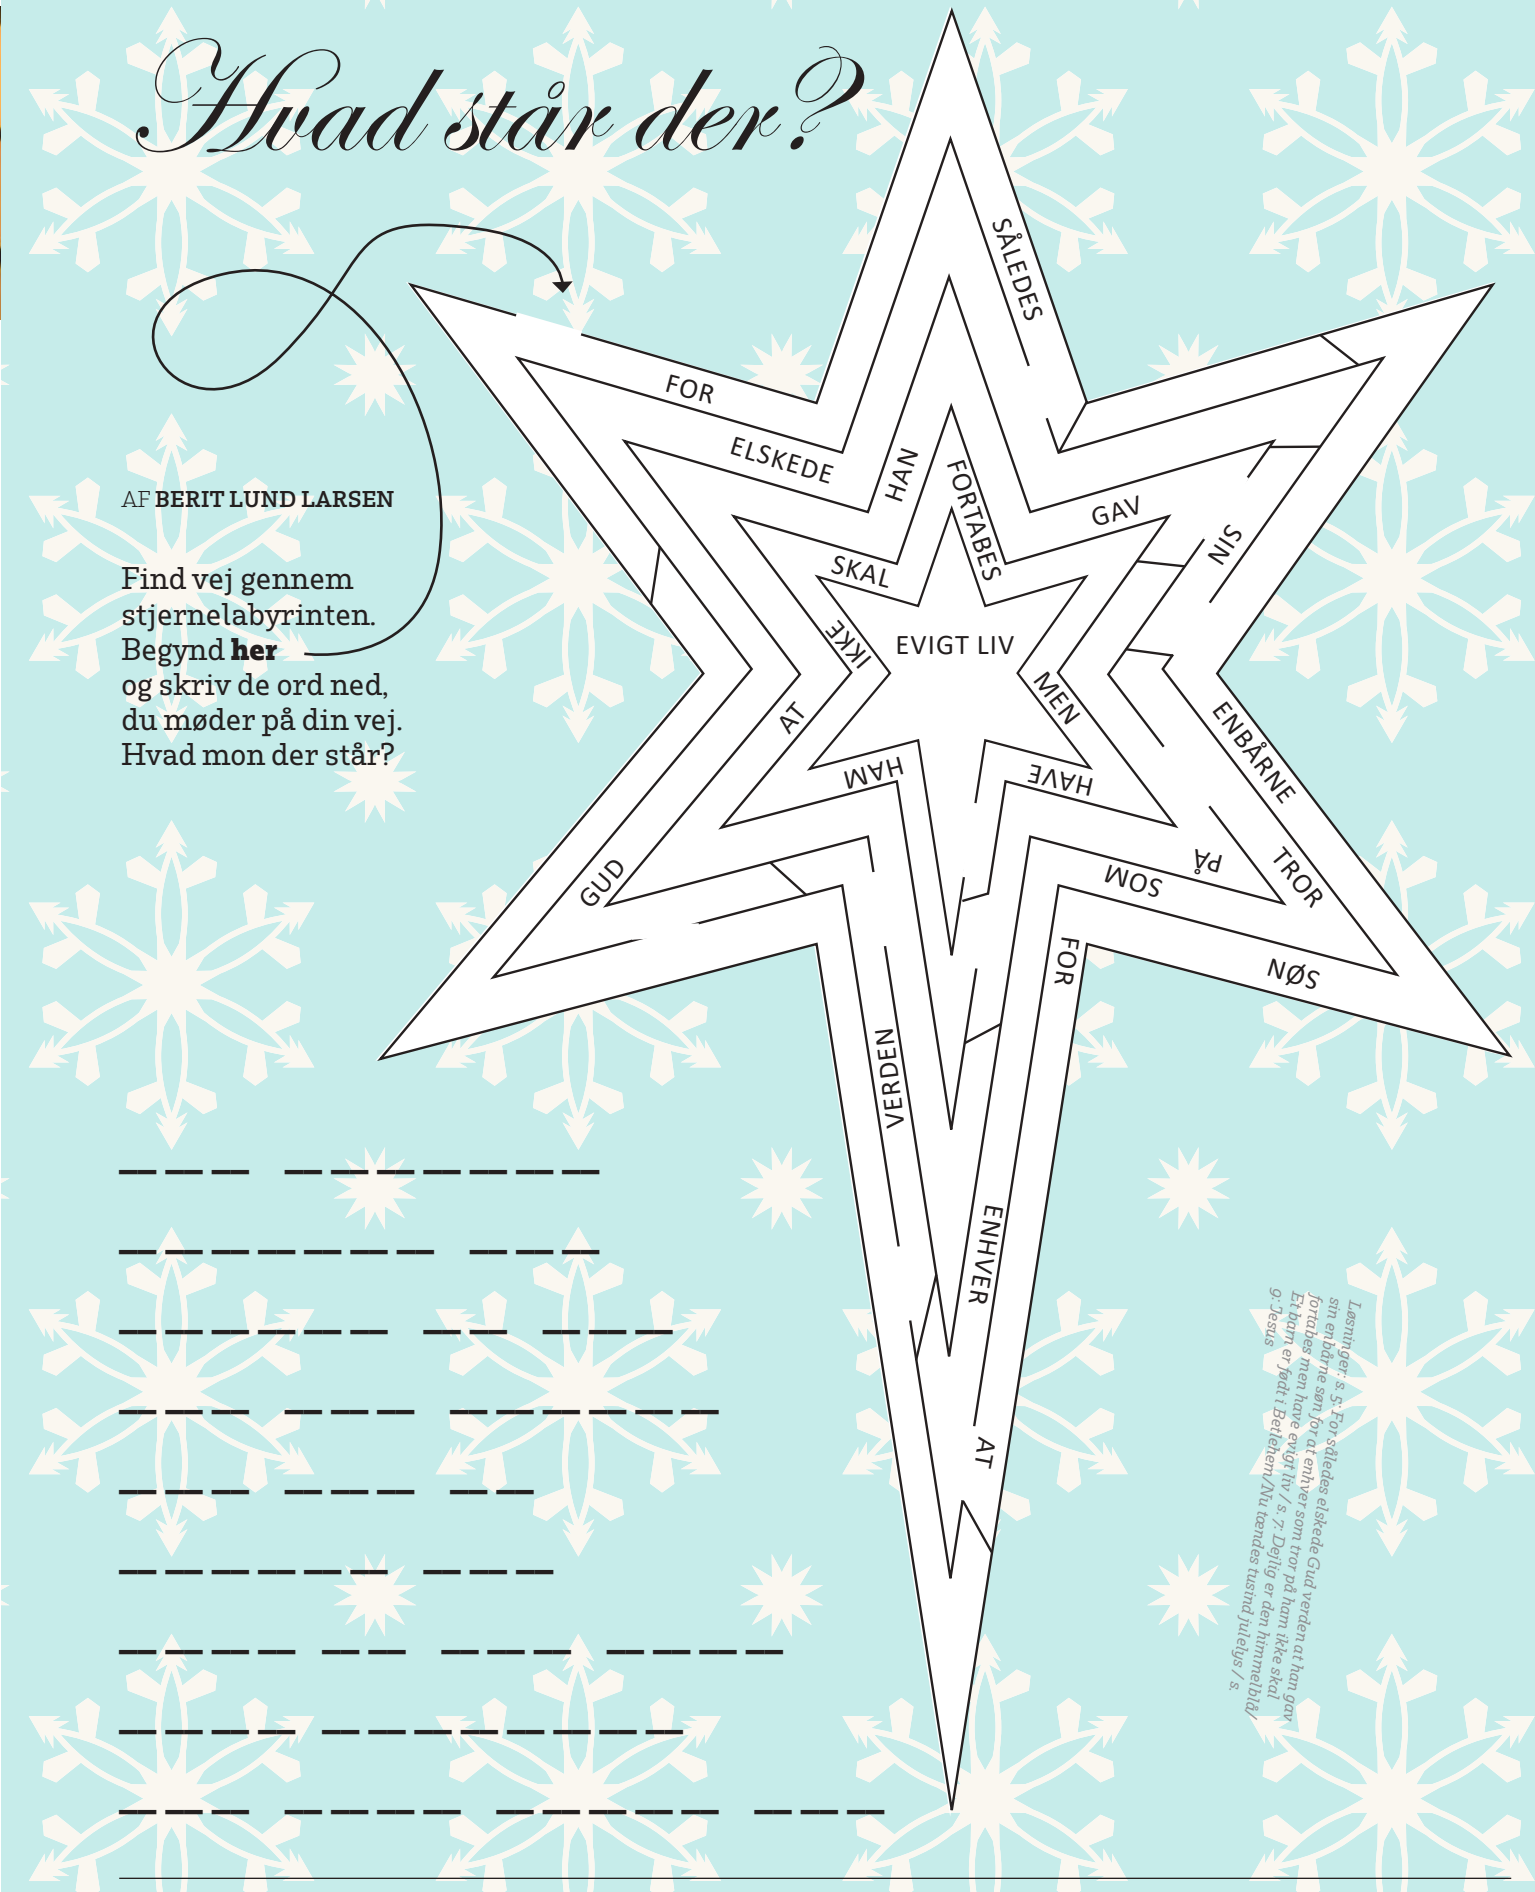 Hvad står der?
AF BERIT LUND LARSEN
Find vej gennem
stjernelabyrinten.
Begynd her
og skriv de ord ned,
du møder på din vej.
Hvad mon der står?
SÅLEDES
FOR
ELSKEDE
HAN
FORTABES
GAV
SIN
SKAL
IKKE
EVIGT LIV
MEN
AT
HAM
HAVE
ENBÅRNE
GUD
PÅ
TROR
SOM
SØN
FOR
VERDEN
ENHVER
AT
Løsninger: s. 5: For således elskede Gud verden at han gav
sin enbårne søn for at enhver som tror på ham ikke skal
fortabes men have evigt liv / s. 7: Dejlig er den himmelblå/
Et barn er født i Betlehem/Nu tændes tusind julelys / s.
9: Jesus